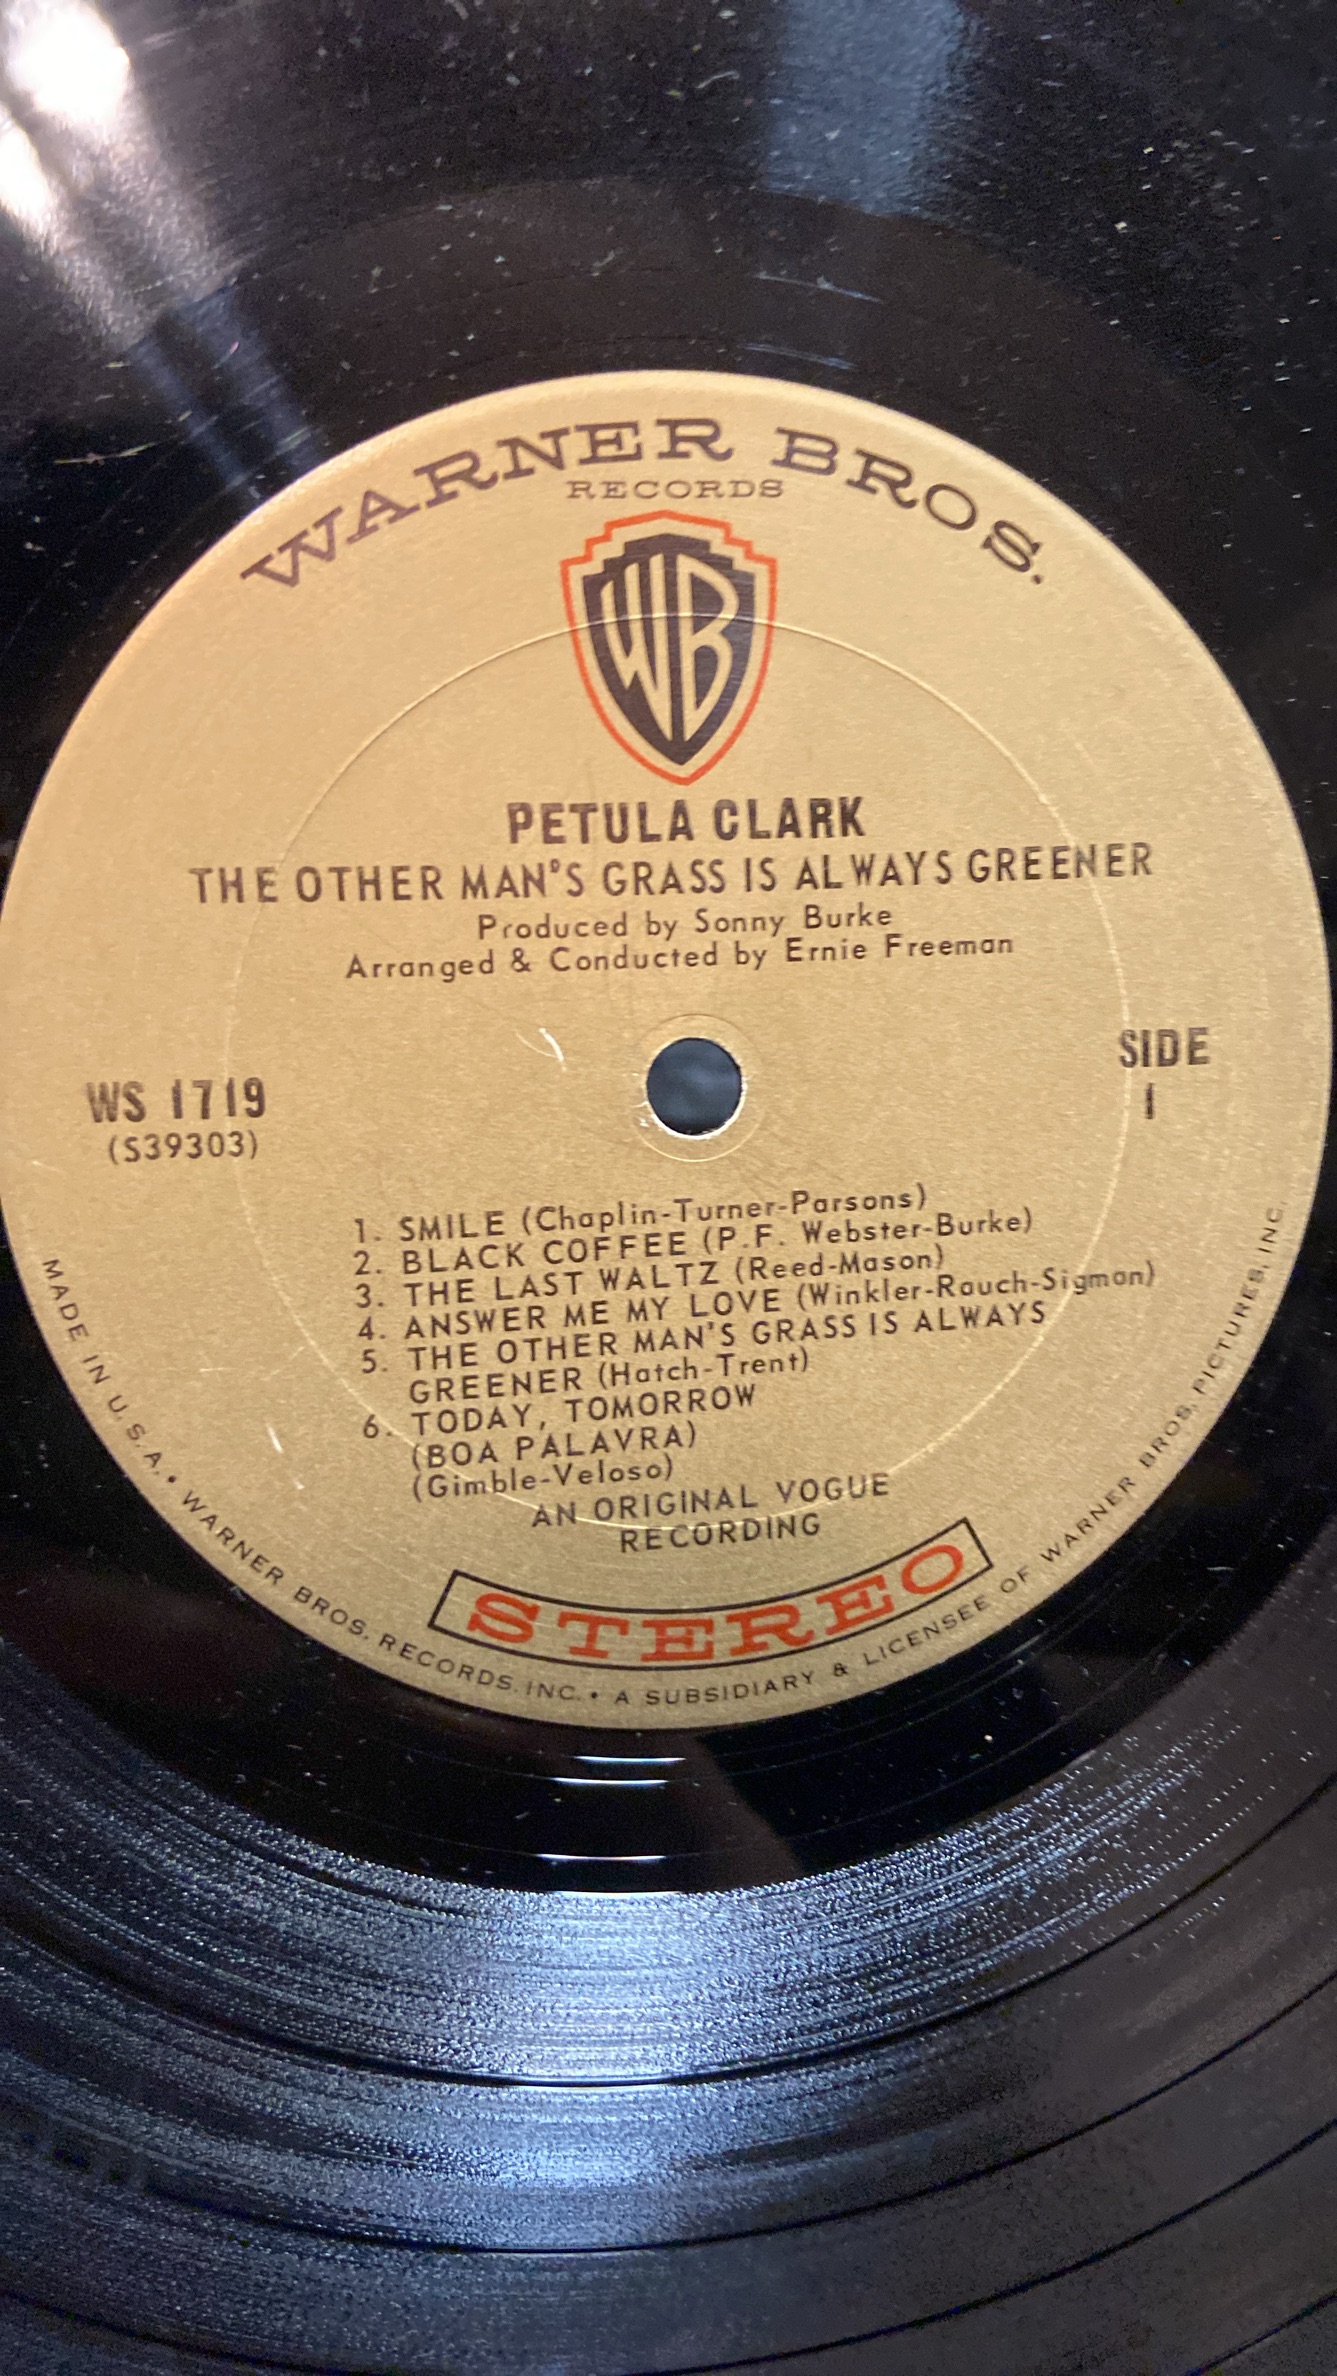 WARNER BROS.
RECORDS
WB
PETULA CLARK
THE OTHER MAN'S GRASS IS ALWAYS GREENER
Produced by Sonny Burke
Arranged & Conducted by Ernie Freeman
SIDE
1
WS 1719
(S39303)
1. SMILE (Chaplin-Turner-Parsons)
2. BLACK COFFEE (P.F. Webster-Burke)
3. THE LAST WALTZ (Reed-Mason)
4. ANSWER ME MY LOVE (Winkler-Rauch-Sigman)
5. THE OTHER MAN'S GRASS IS ALWAYS
GREENER (Hatch-Trent)
6. TODAY, TOMORROW
(BOA PALAVRA)
(Gimble-Veloso)
AN ORIGINAL VOGUE
RECORDING
STEREO
MADE IN U.S.A. • WARNER BROS. RECORDS, INC. • A SUBSIDIARY & LICENSEE OF WARNER BROS. PICTURES, INC.